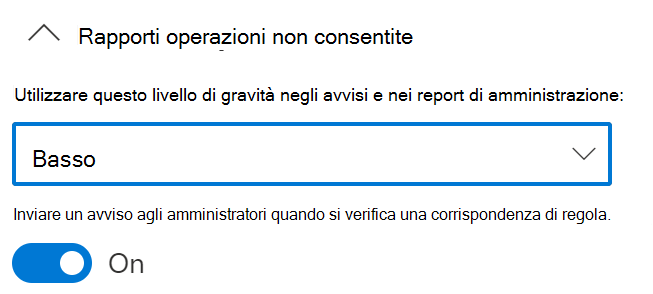 Rapporti operazioni non consentite
Utilizzare questo livello di gravità negli avvisi e nei report di amministrazione:
Basso
Inviare un avviso agli amministratori quando si verifica una corrispondenza di regola.
On